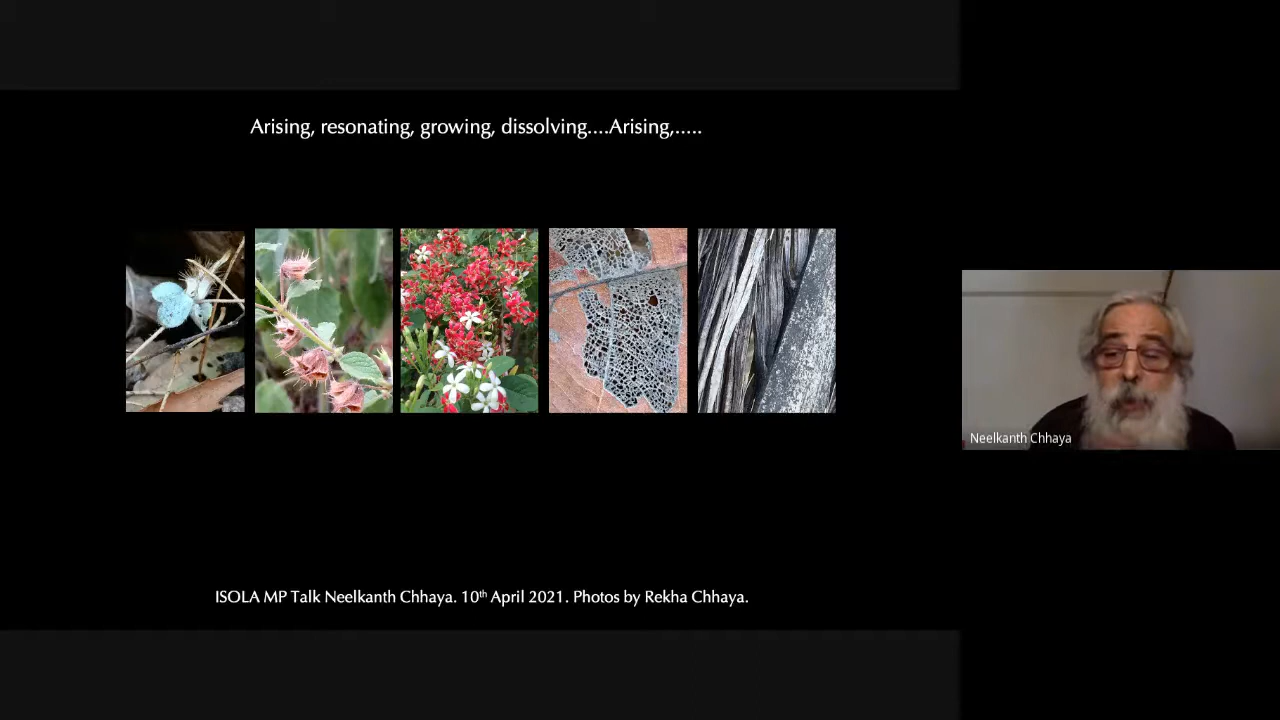 Arising, resonating, growing, dissolving....Arising,.....
Neelkanth Chhaya
ISOLA MP Talk Neelkanth Chhaya. 10th April 2021. Photos by Rekha Chhaya.